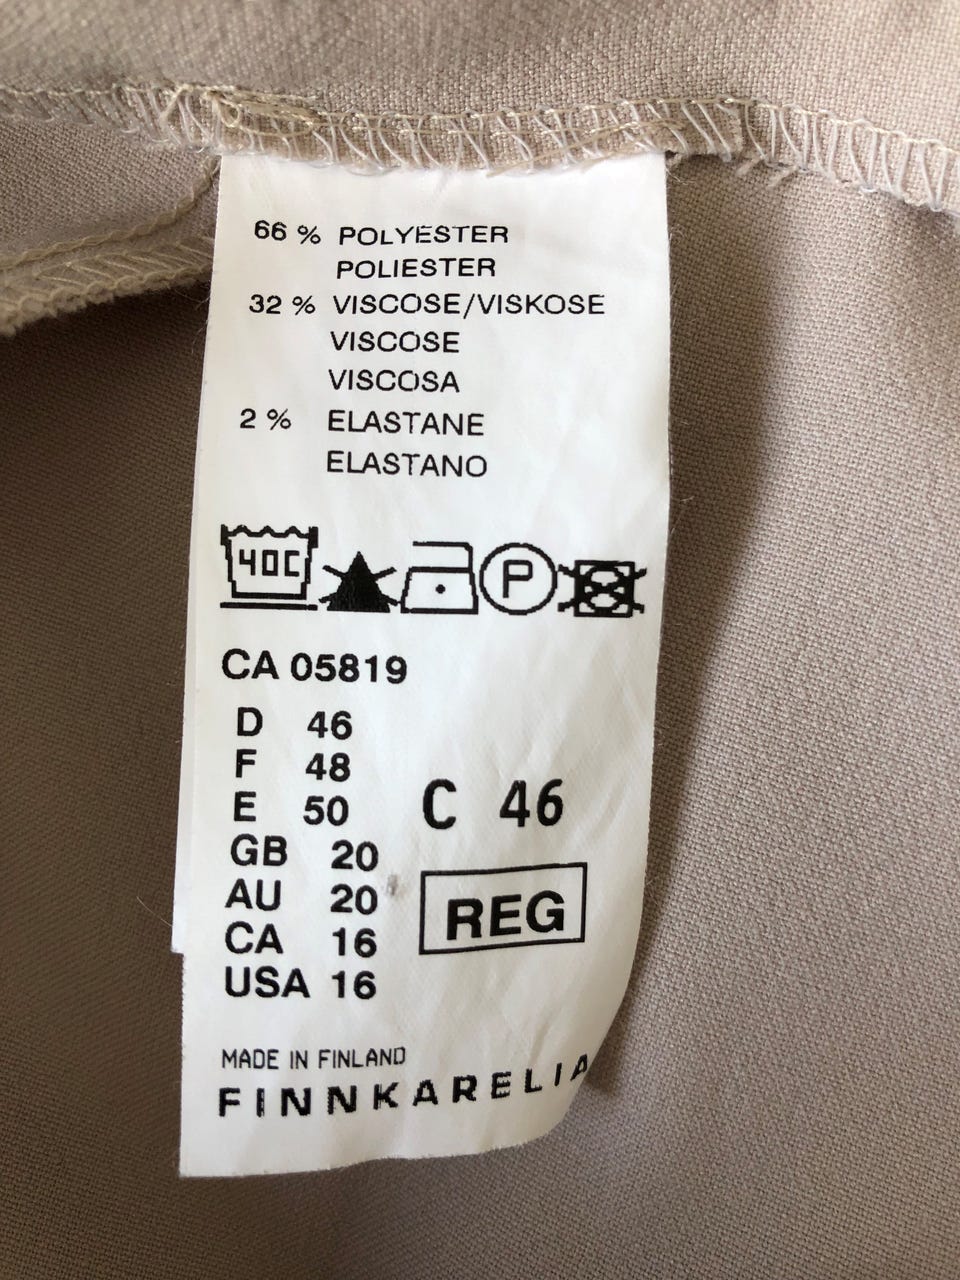 66 % POLYESTER
POLIESTER
32 % VISCOSE/VISKOSE
VISCOSE
VISCOSA
2 % ELASTANE
ELASTANO
40C
P
CA 05819
D 46
F 48
E 50
GB 20
AU 20
CA 16
USA 16
C 46
REG
MADE IN FINLAND
FINNKARELIA